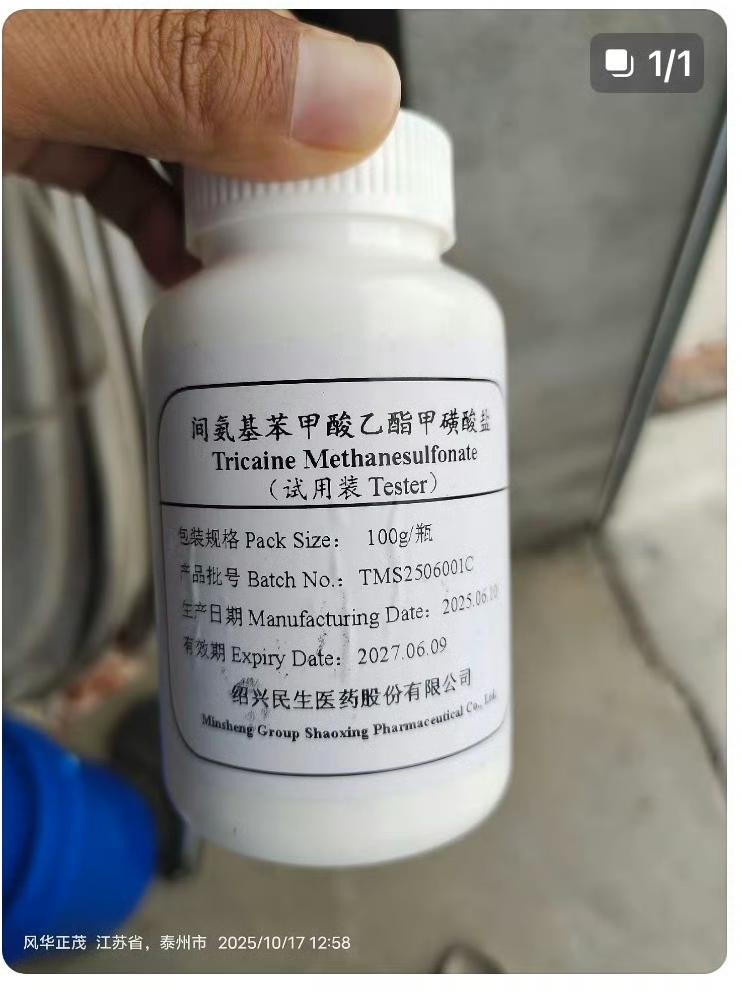 1/1
间氨基苯甲酸乙酯甲磺酸盐
Tricaine Methanesulfonate
（试用装 Tester）
包装规格 Pack Size： 100g/瓶
产品批号 Batch No.：TMS2506001C
生产日期 Manufacturing Date：2025.06.10
有效期 Expiry Date：2027.06.09
绍兴民生医药股份有限公司
Minsheng Group Shaoxing Pharmaceutical Co., Ltd.
风华正茂 江苏省，泰州市 2025/10/17 12:58